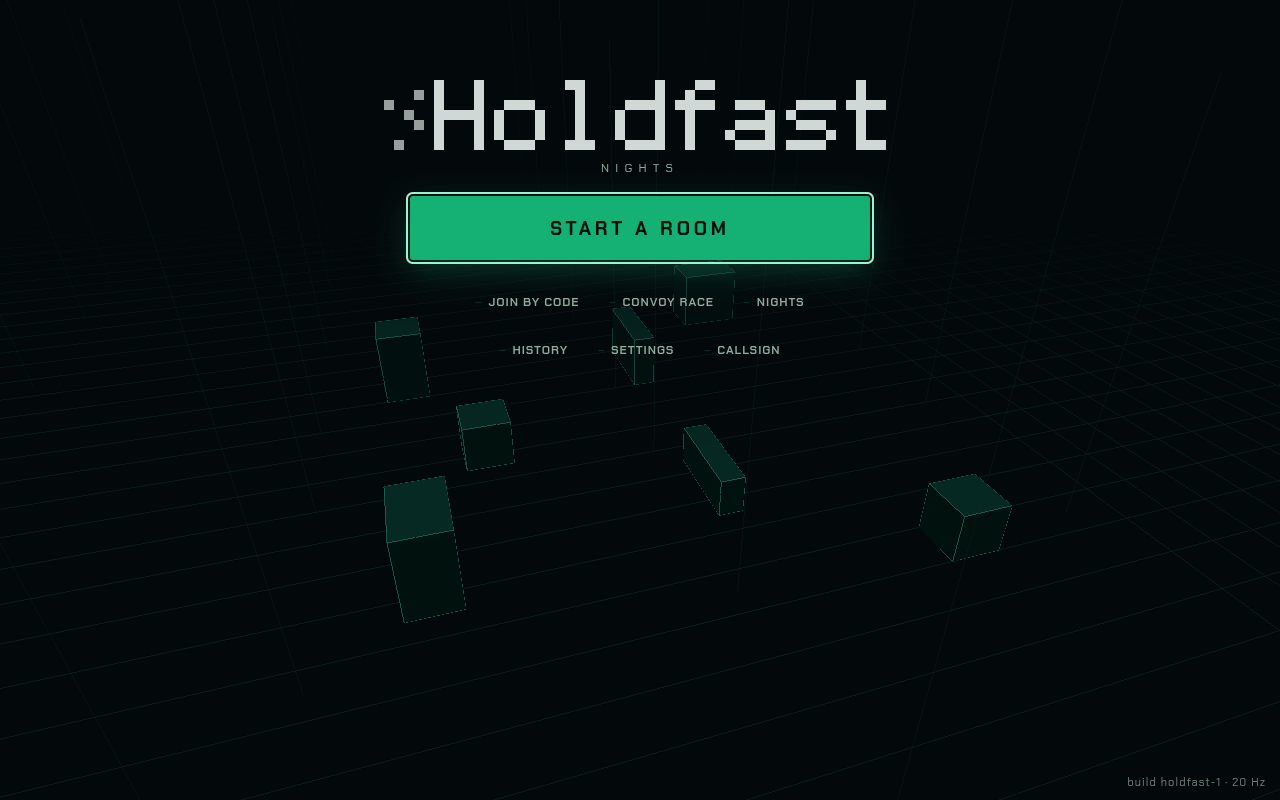 Holdfast
NIGHTS
START A ROOM
JOIN BY CODE CONVOY RACE NIGHTS
HISTORY SETTINGS CALLSIGN
build holdfast-1 · 20 Hz